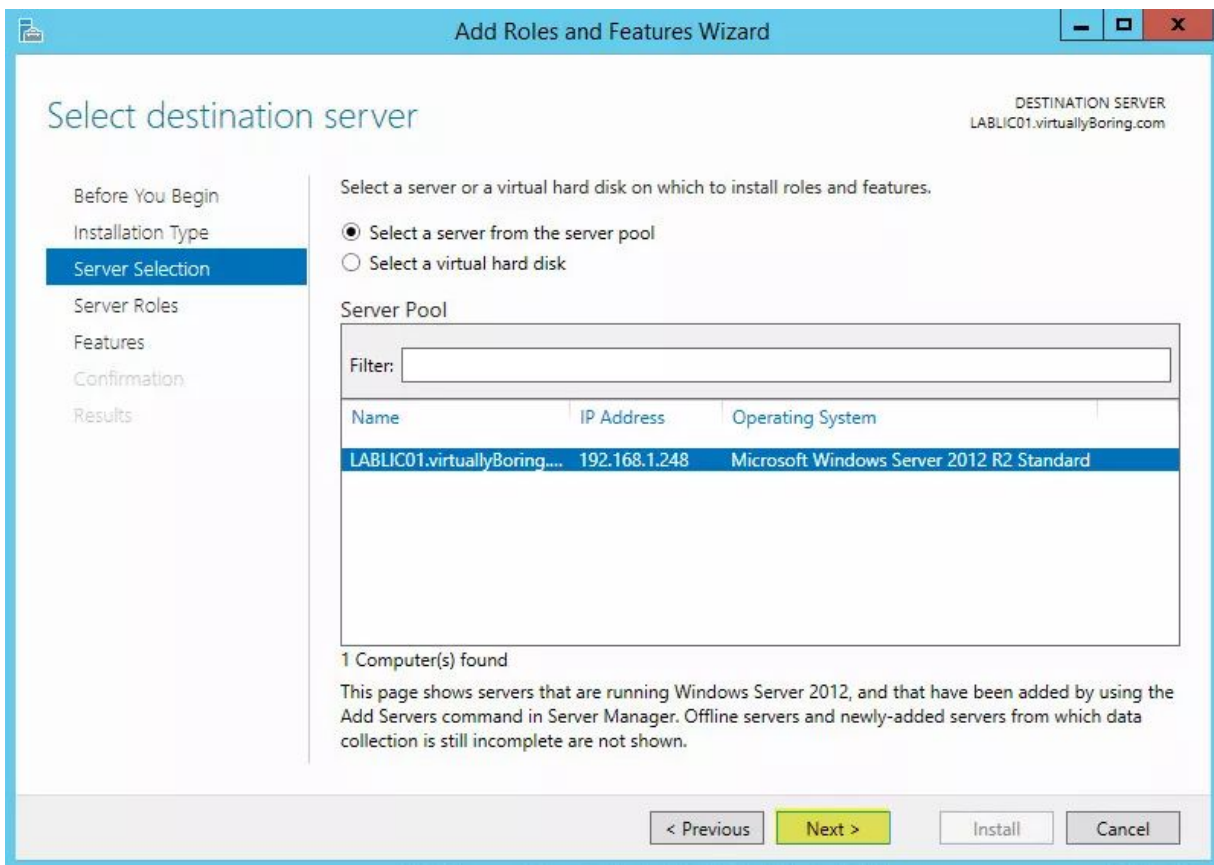 Add Roles and Features Wizard
Select destination server
DESTINATION SERVER
LABLIC01.virtuallyBoring.com
Before You Begin
Installation Type
Server Selection
Server Roles
Features
Confirmation
Results
Select a server or a virtual hard disk on which to install roles and features.
Select a server from the server pool
Select a virtual hard disk
Server Pool
Filter:
Name IP Address Operating System
LABLIC01.virtuallyBoring.... 192.168.1.248 Microsoft Windows Server 2012 R2 Standard
1 Computer(s) found
This page shows servers that are running Windows Server 2012, and that have been added by using the
Add Servers command in Server Manager. Offline servers and newly-added servers from which data
collection is still incomplete are not shown.
< Previous Next > Install Cancel